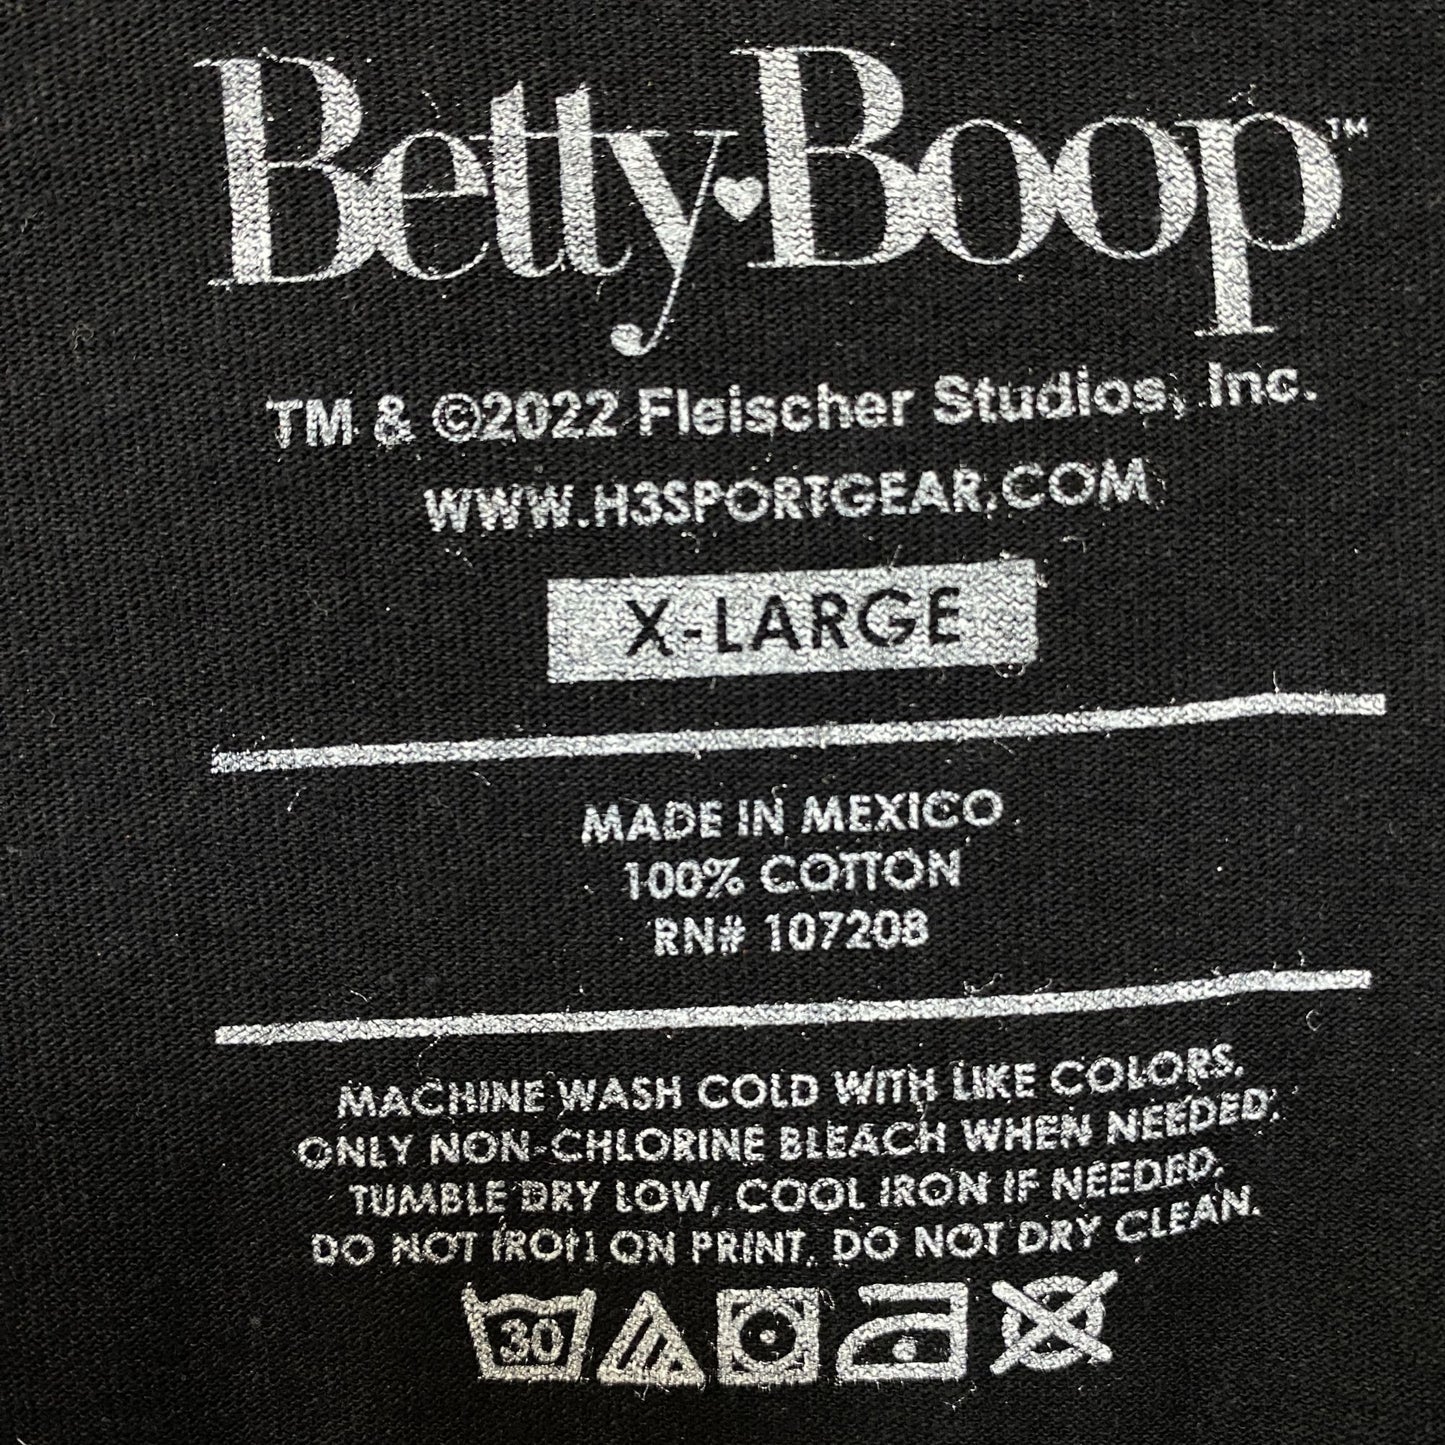 Betty Boop™
TM & ©2022 Fleischer Studios, Inc.
WWW.H3SPORTGEAR.COM
X-LARGE
MADE IN MEXICO
100% COTTON
RN# 107208
MACHINE WASH COLD WITH LIKE COLORS.
ONLY NON-CHLORINE BLEACH WHEN NEEDED.
TUMBLE DRY LOW, COOL IRON IF NEEDED.
DO NOT IRON ON PRINT. DO NOT DRY CLEAN.
30